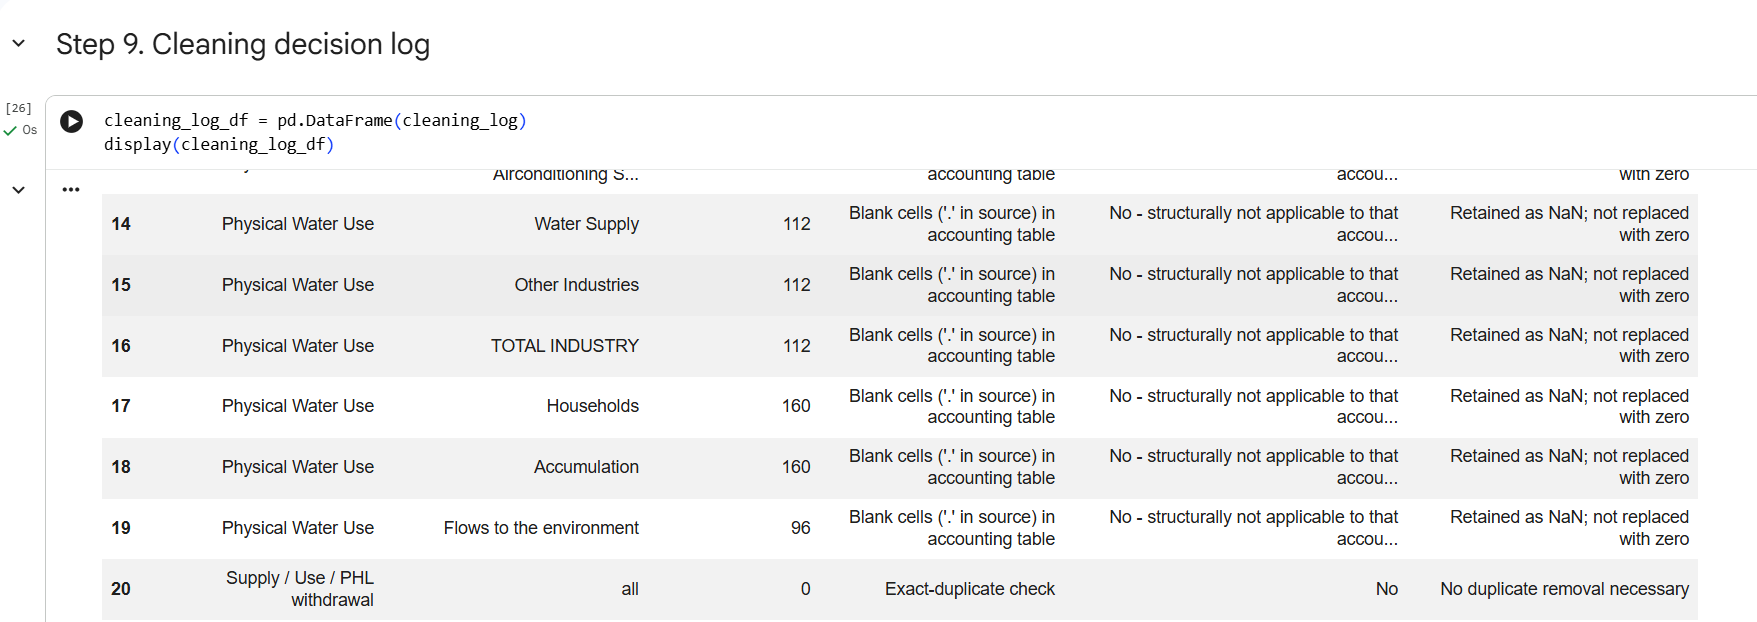 Step 9. Cleaning decision log
[26]
0s
cleaning_log_df = pd.DataFrame(cleaning_log)
display(cleaning_log_df)
Airconditioning S... accounting table accou... with zero
14 Physical Water Use Water Supply 112 Blank cells ('.' in source) in accounting table No - structurally not applicable to that accou... Retained as NaN; not replaced with zero
15 Physical Water Use Other Industries 112 Blank cells ('.' in source) in accounting table No - structurally not applicable to that accou... Retained as NaN; not replaced with zero
16 Physical Water Use TOTAL INDUSTRY 112 Blank cells ('.' in source) in accounting table No - structurally not applicable to that accou... Retained as NaN; not replaced with zero
17 Physical Water Use Households 160 Blank cells ('.' in source) in accounting table No - structurally not applicable to that accou... Retained as NaN; not replaced with zero
18 Physical Water Use Accumulation 160 Blank cells ('.' in source) in accounting table No - structurally not applicable to that accou... Retained as NaN; not replaced with zero
19 Physical Water Use Flows to the environment 96 Blank cells ('.' in source) in accounting table No - structurally not applicable to that accou... Retained as NaN; not replaced with zero
20 Supply / Use / PHL withdrawal all 0 Exact-duplicate check No No duplicate removal necessary